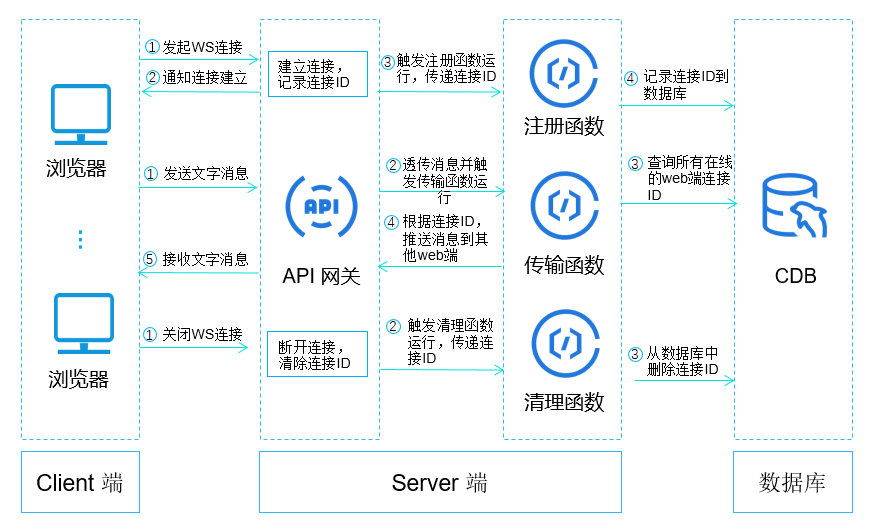 ① 发起WS连接
② 通知连接建立
建立连接，
记录连接ID
③ 触发注册函数运
行，传递连接ID
注册函数
④ 记录连接ID到
数据库
浏览器
① 发送文字消息
② 透传消息并触
发传输函数运
行
③ 查询所有在线
的web端连接
ID
API
④ 根据连接ID，
推送消息到其
他web端
⑤ 接收文字消息
API 网关
传输函数
CDB
① 关闭WS连接
断开连接，
清除连接ID
② 触发清理函数
运行，传递连
接ID
③ 从数据库中
删除连接ID
浏览器
清理函数
Client 端
Server 端
数据库